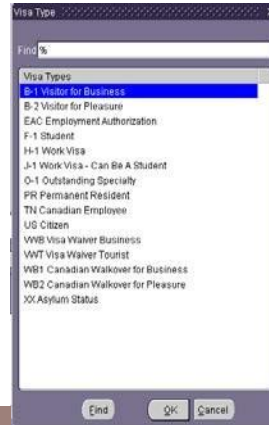 Visa Type
Find %
Visa Types
B-1 Visitor for Business
B-2 Visitor for Pleasure
EAC Employment Authorization
F-1 Student
H-1 Work Visa
J-1 Work Visa - Can Be A Student
O-1 Outstanding Specialty
PR Permanent Resident
TN Canadian Employee
US Citizen
VWB Visa Waiver Business
VWT Visa Waiver Tourist
WB1 Canadian Walkover for Business
WB2 Canadian Walkover for Pleasure
XX Asylum Status
Find OK Cancel